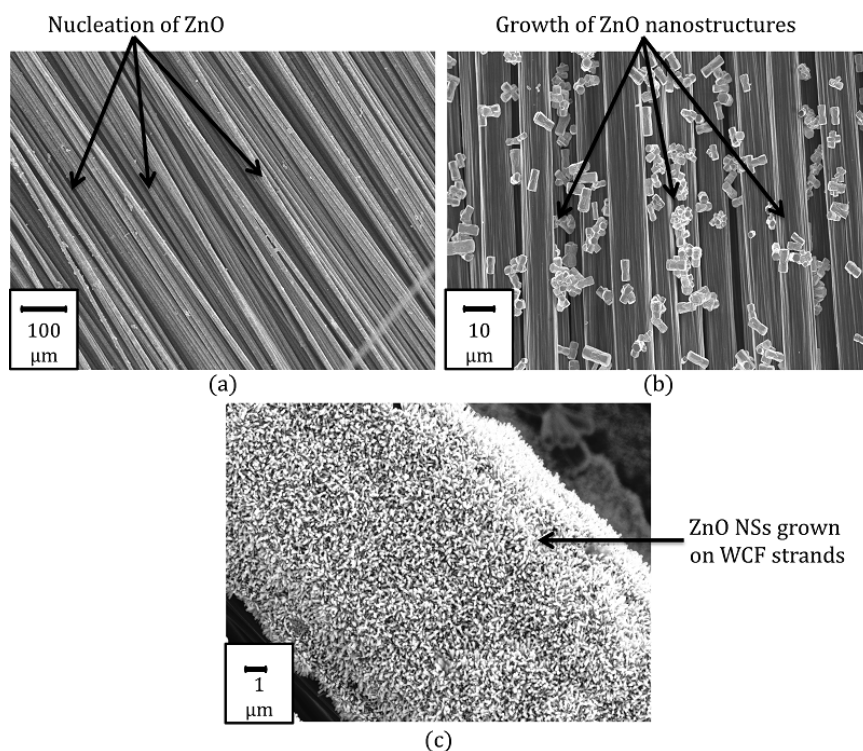 Nucleation of ZnO
Growth of ZnO nanostructures
100
μm
10
μm
(a)
(b)
ZnO NSs grown
on WCF strands
1
μm
(c)